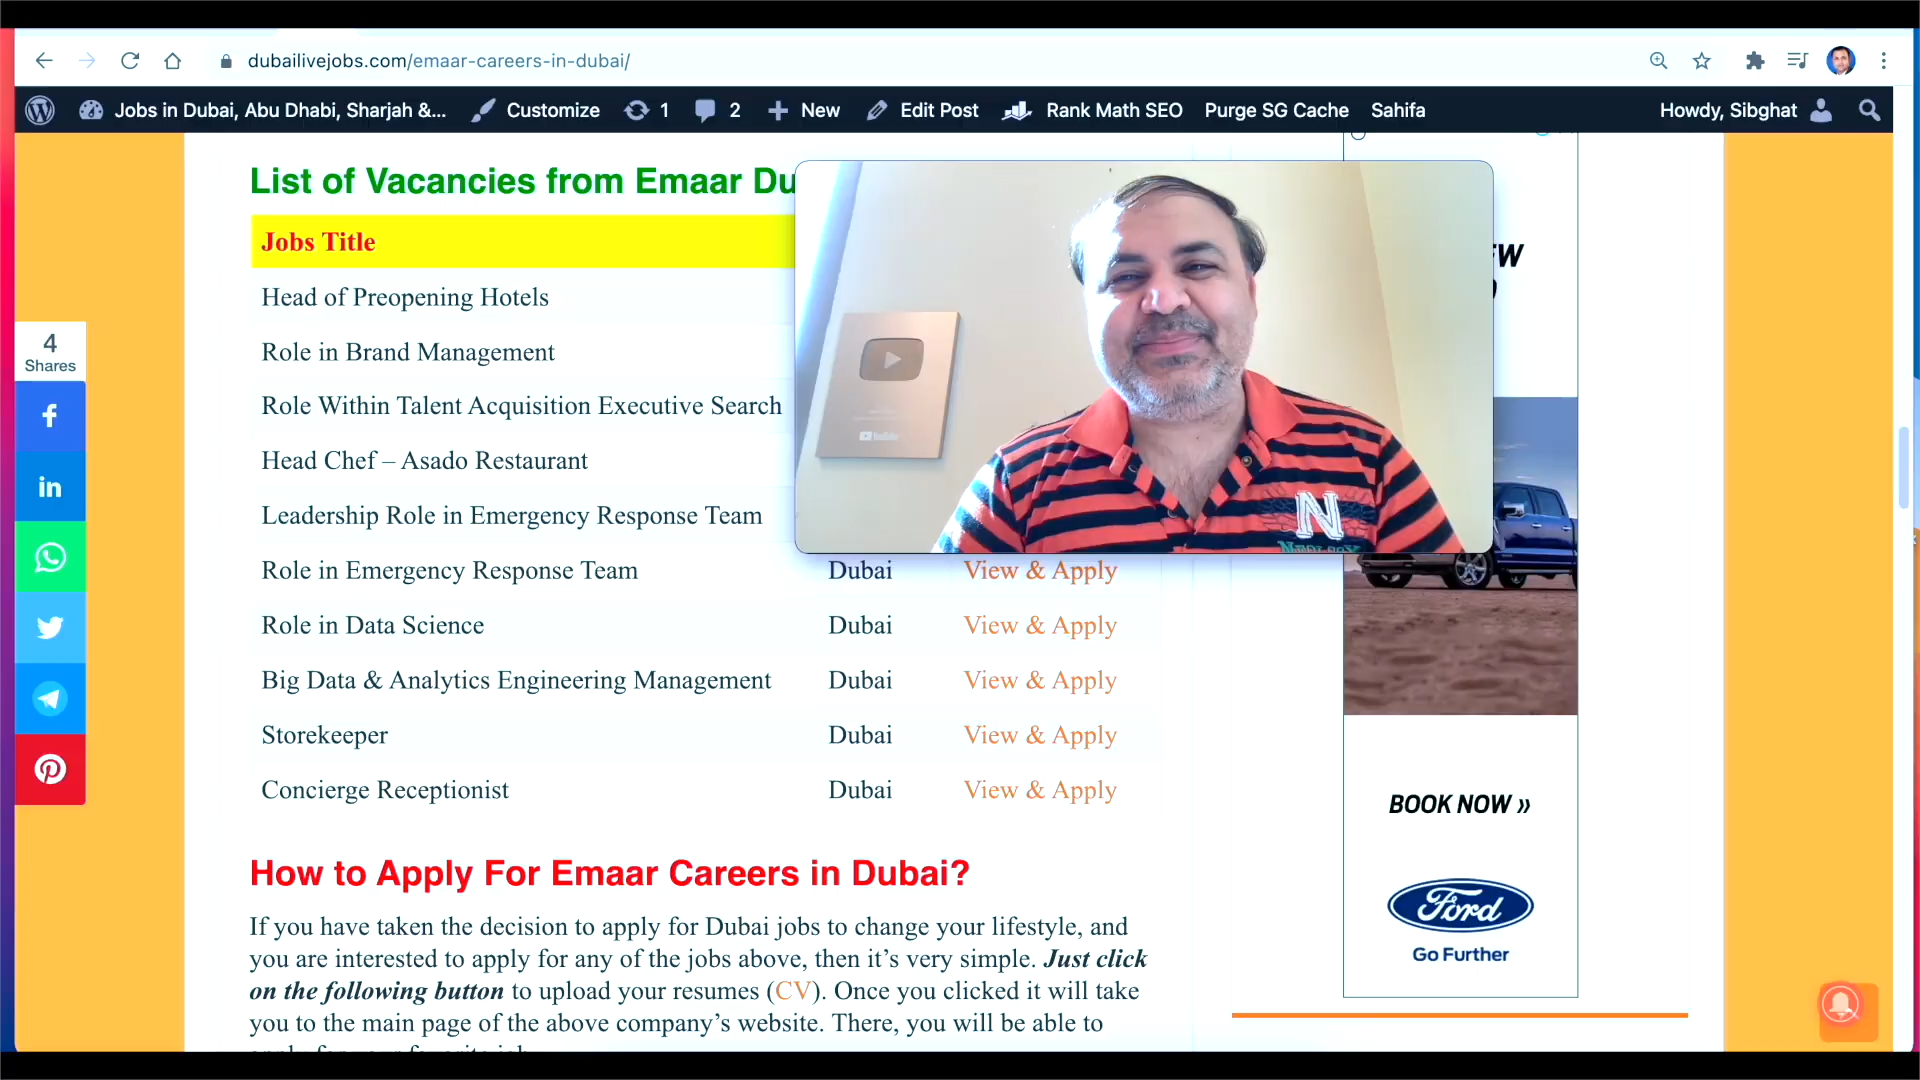 dubailivejobs.com/emaar-careers-in-dubai/
Jobs in Dubai, Abu Dhabi, Sharjah &... Customize 1 2 New Edit Post Rank Math SEO Purge SG Cache Sahifa Howdy, Sibghat
List of Vacancies from Emaar Du
Jobs Title
Head of Preopening Hotels
Role in Brand Management
Role Within Talent Acquisition Executive Search
Head Chef – Asado Restaurant
Leadership Role in Emergency Response Team
Role in Emergency Response Team Dubai View & Apply
Role in Data Science Dubai View & Apply
Big Data & Analytics Engineering Management Dubai View & Apply
Storekeeper Dubai View & Apply
Concierge Receptionist Dubai View & Apply
How to Apply For Emaar Careers in Dubai?
If you have taken the decision to apply for Dubai jobs to change your lifestyle, and
you are interested to apply for any of the jobs above, then it's very simple. Just click
on the following button to upload your resumes (CV). Once you clicked it will take
you to the main page of the above company's website. There, you will be able to
4
Shares
f
in
YouTube
N
BOOK NOW »
Ford
Go Further